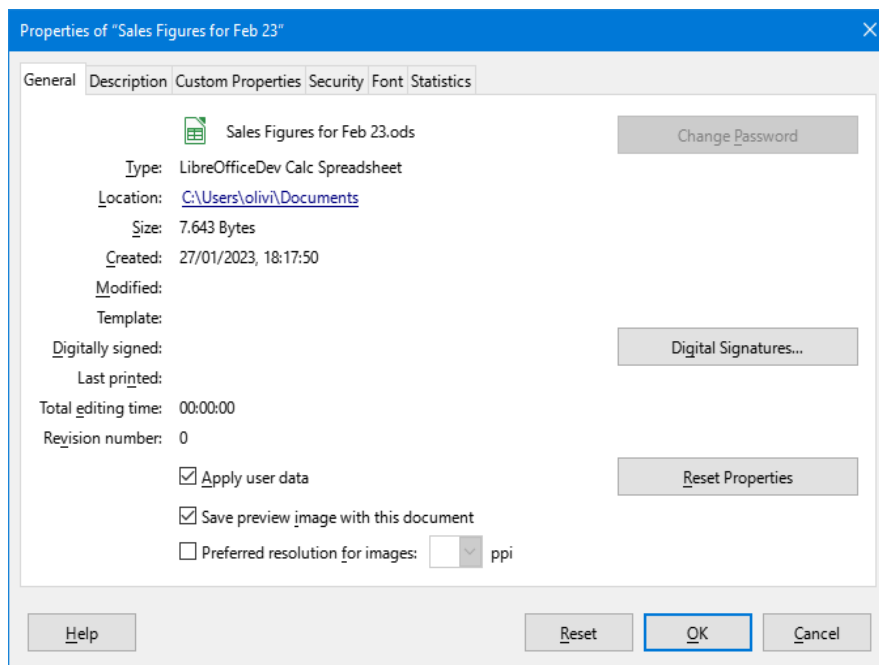 Properties of “Sales Figures for Feb 23”
General Description Custom Properties Security Font Statistics
Sales Figures for Feb 23.ods
Change Password
Type: LibreOfficeDev Calc Spreadsheet
Location: C:\Users\olivi\Documents
Size: 7.643 Bytes
Created: 27/01/2023, 18:17:50
Modified:
Template:
Digitally signed:
Digital Signatures...
Last printed:
Total editing time: 00:00:00
Revision number: 0
Apply user data
Reset Properties
Save preview image with this document
Preferred resolution for images: ppi
Help Reset OK Cancel